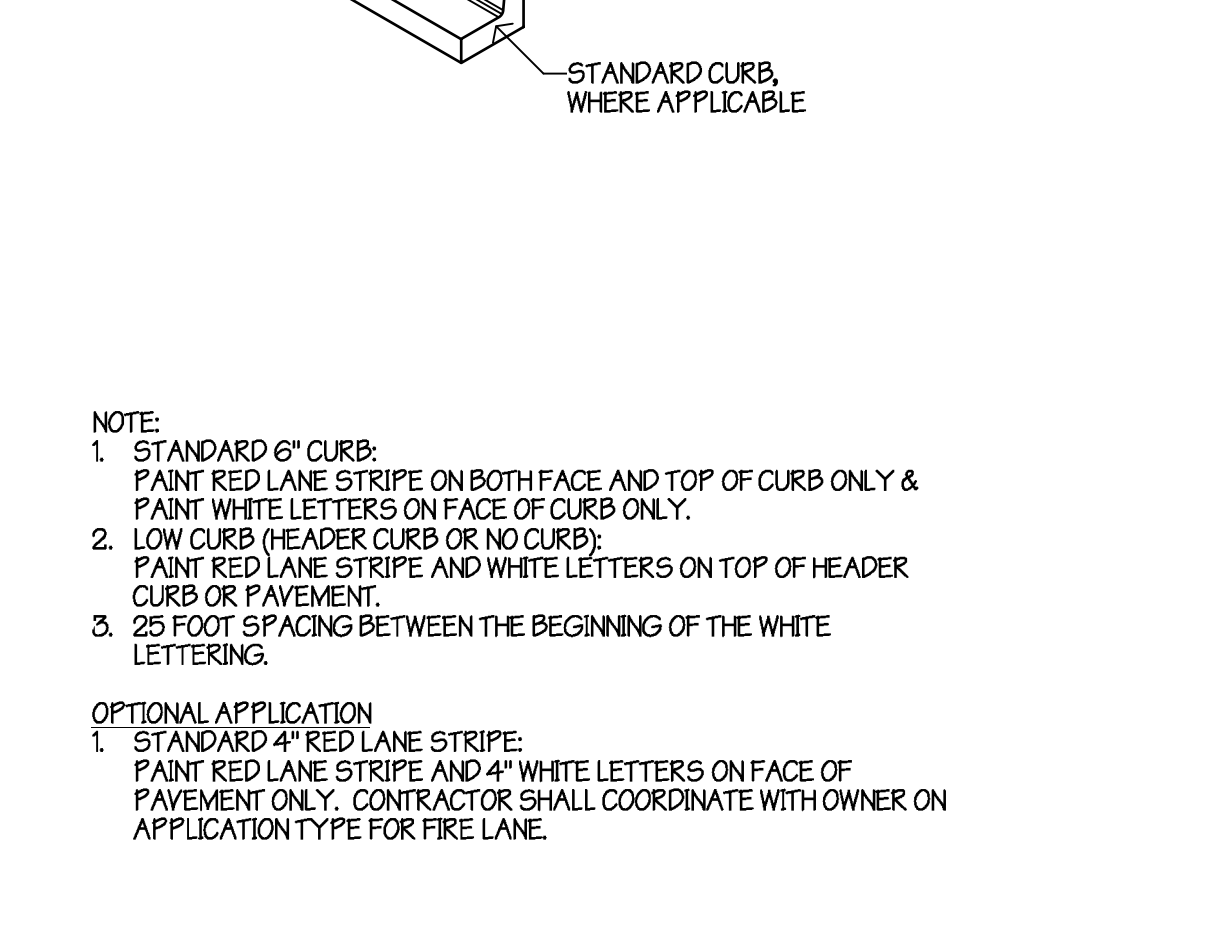 STANDARD CURB,
WHERE APPLICABLE
NOTE:
1. STANDARD 6" CURB:
PAINT RED LANE STRIPE ON BOTH FACE AND TOP OF CURB ONLY &
PAINT WHITE LETTERS ON FACE OF CURB ONLY.
2. LOW CURB (HEADER CURB OR NO CURB):
PAINT RED LANE STRIPE AND WHITE LETTERS ON TOP OF HEADER
CURB OR PAVEMENT.
3. 25 FOOT SPACING BETWEEN THE BEGINNING OF THE WHITE
LETTERING.
OPTIONAL APPLICATION
1. STANDARD 4" RED LANE STRIPE:
PAINT RED LANE STRIPE AND 4" WHITE LETTERS ON FACE OF
PAVEMENT ONLY. CONTRACTOR SHALL COORDINATE WITH OWNER ON
APPLICATION TYPE FOR FIRE LANE.